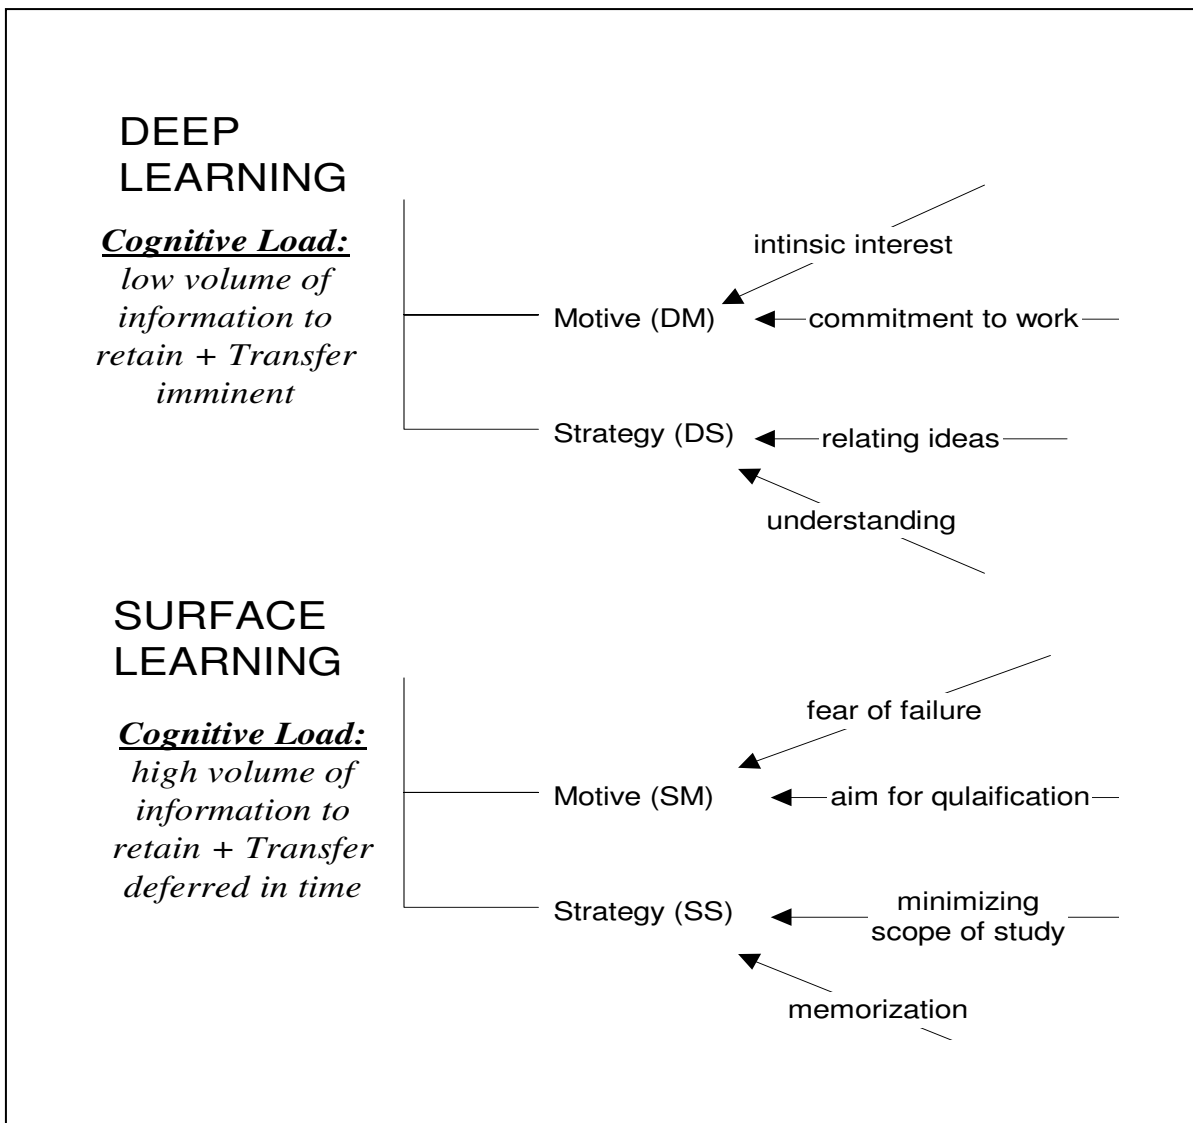 DEEP
LEARNING
Cognitive Load:
low volume of
information to
retain + Transfer
imminent
intinsic interest
Motive (DM)
commitment to work
Strategy (DS)
relating ideas
understanding
SURFACE
LEARNING
Cognitive Load:
high volume of
information to
retain + Transfer
deferred in time
fear of failure
Motive (SM)
aim for qulaification
Strategy (SS)
minimizing
scope of study
memorization